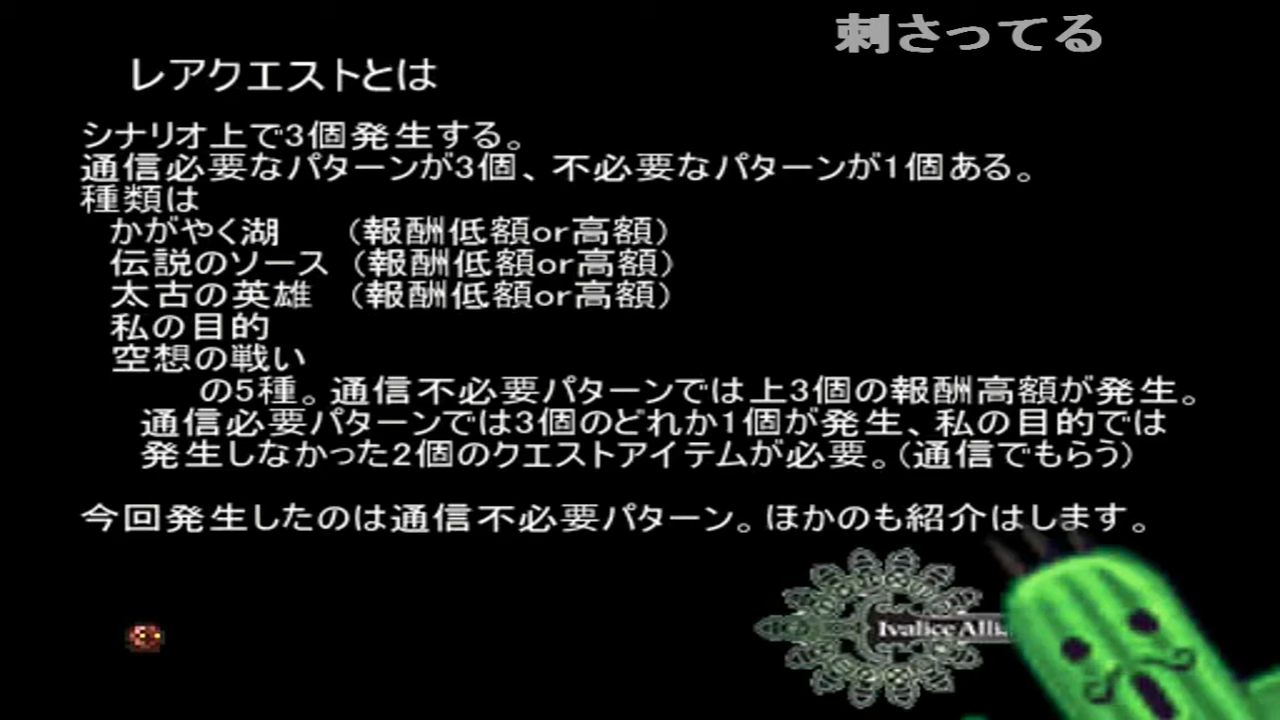 刺さってる
レアクエストとは
シナリオ上で3個発生する。
通信必要なパターンが3個、不必要なパターンが1個ある。
種類は
かがやく湖　（報酬低額or高額）
伝説のソース（報酬低額or高額）
太古の英雄　（報酬低額or高額）
私の目的
空想の戦い
の5種。通信不必要パターンでは上3個の報酬高額が発生。
通信必要パターンでは3個のどれか1個が発生、私の目的では
発生しなかった2個のクエストアイテムが必要。（通信でもらう）
今回発生したのは通信不必要パターン。ほかのも紹介はします。
Ivalice Alli